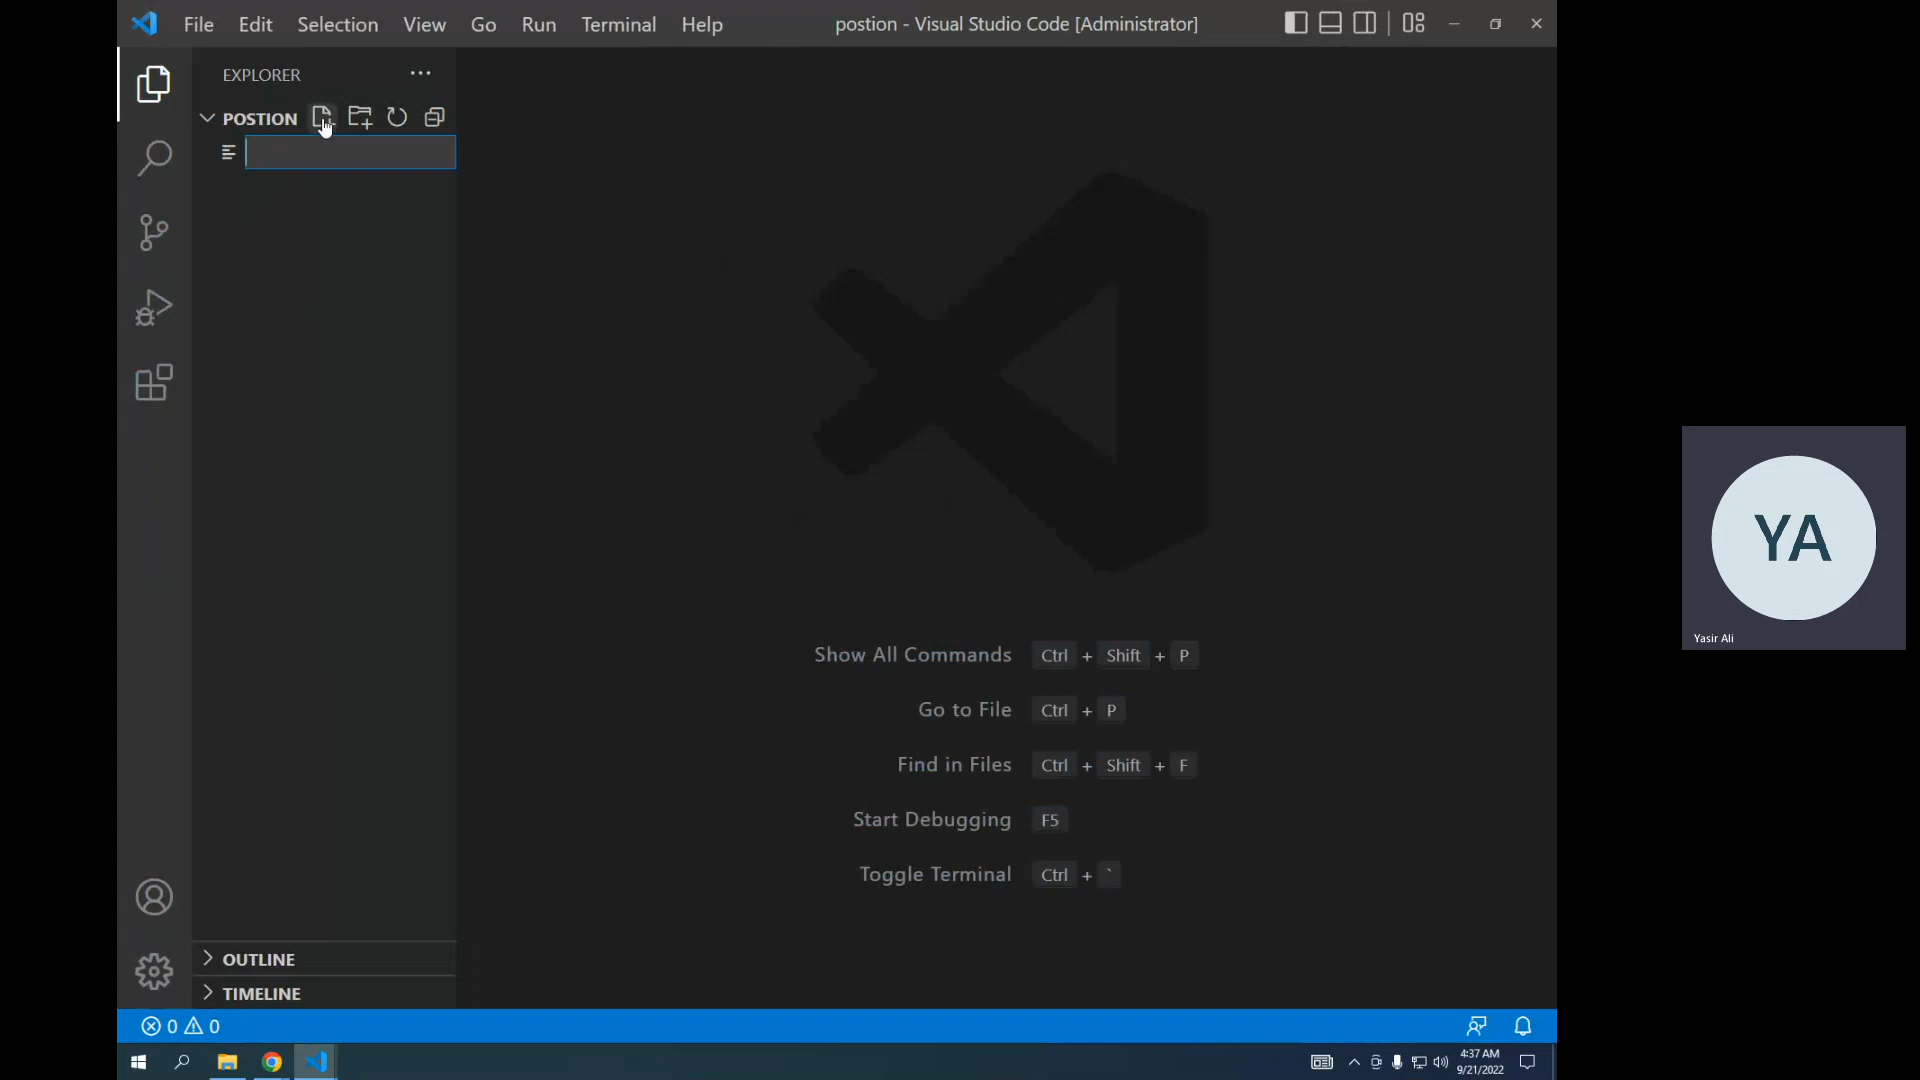 File Edit Selection View Go Run Terminal Help postion - Visual Studio Code [Administrator]
EXPLORER
POSTION
Show All Commands Ctrl + Shift + P
Go to File Ctrl + P
Find in Files Ctrl + Shift + F
Start Debugging F5
Toggle Terminal Ctrl + `
YA
Yasir Ali
OUTLINE
TIMELINE
0 0
4:37 AM
9/21/2022